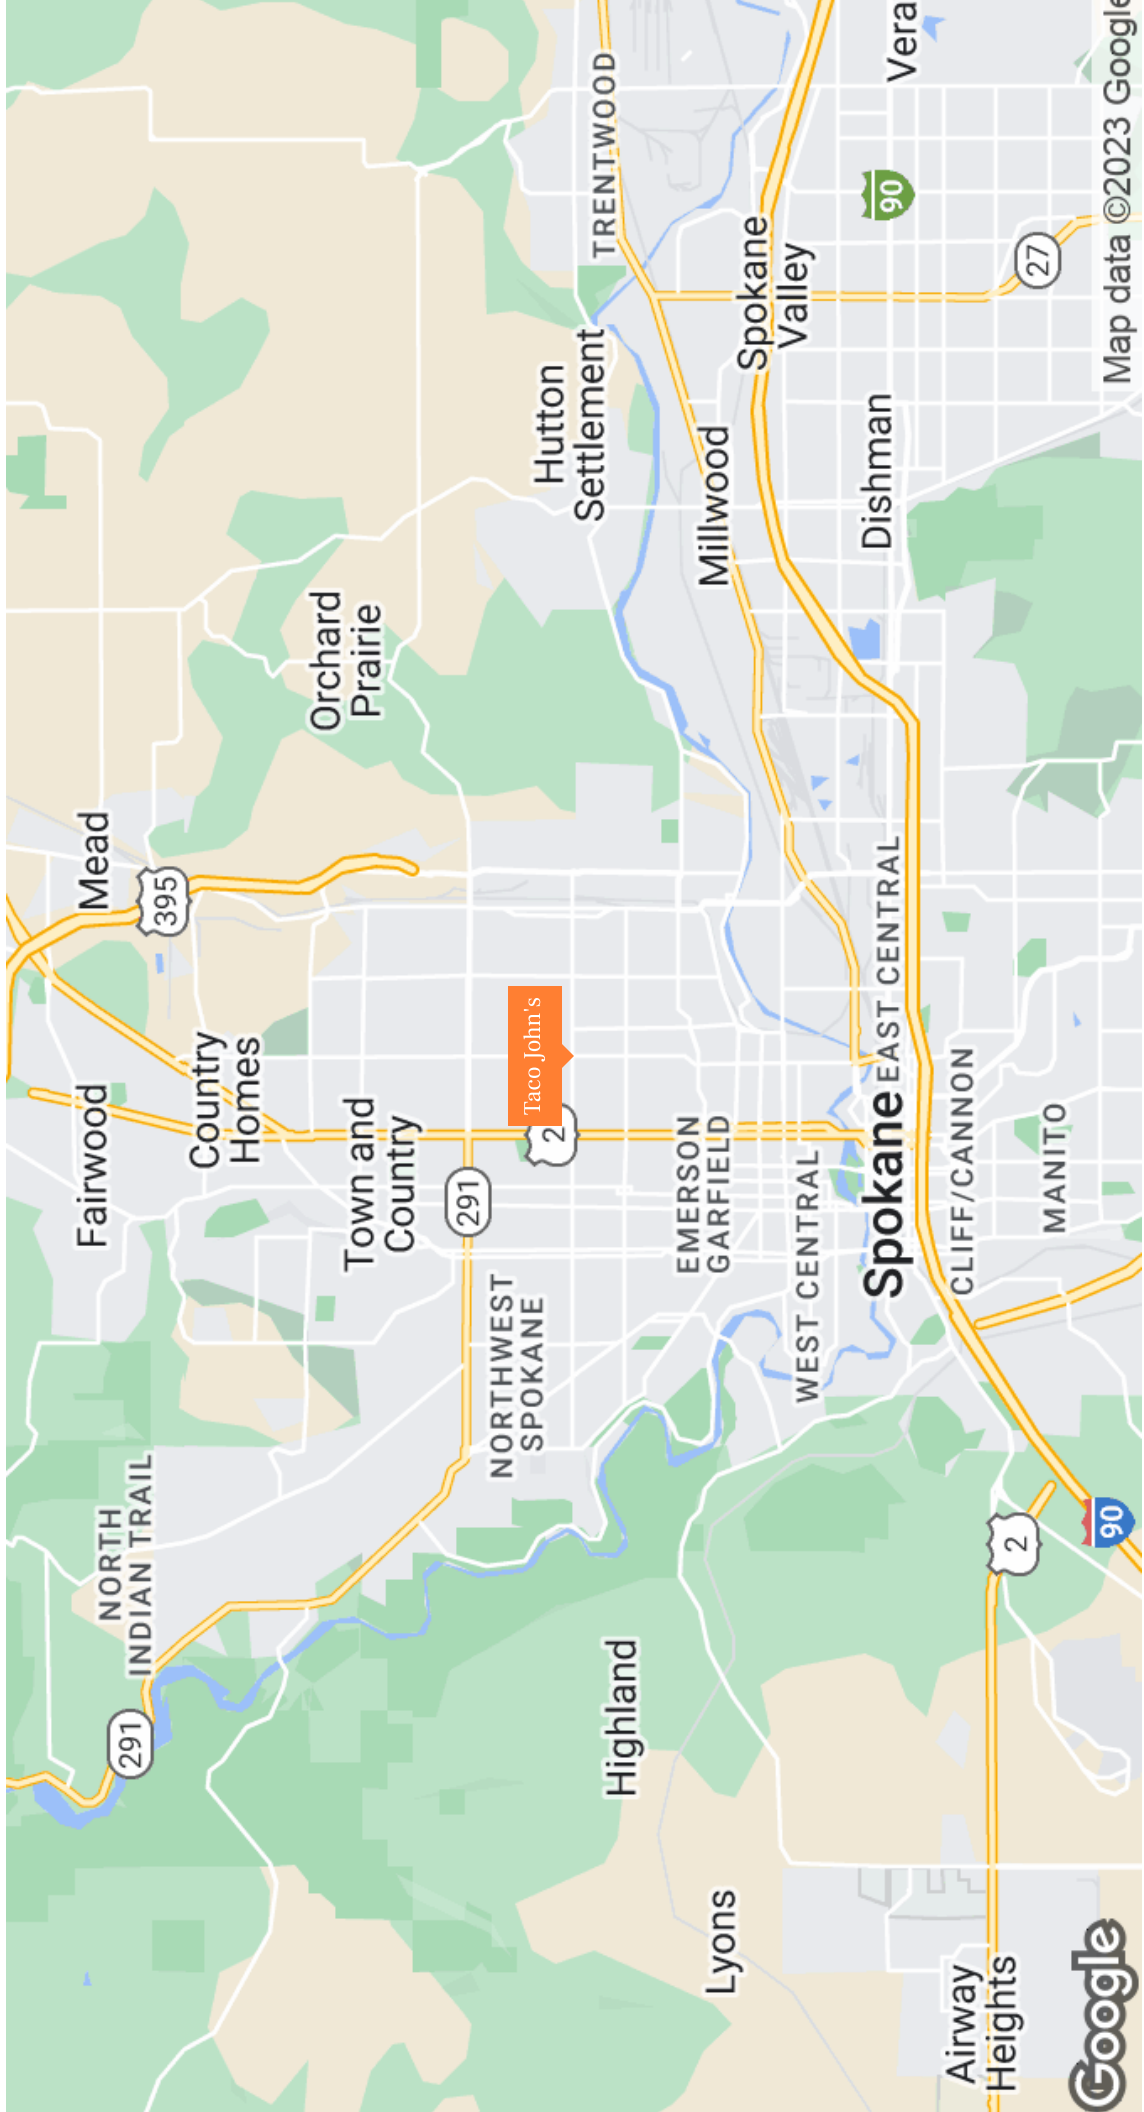 Fairwood
Mead
395
NORTH
INDIAN TRAIL
291
Country
Homes
Orchard
Prairie
Town and
Country
291
Hutton
Settlement
TRENTWOOD
NORTHWEST
SPOKANE
Taco John's
2
Highland
EMERSON
GARFIELD
Millwood
Spokane
Valley
Lyons
WEST CENTRAL
Spokane
EAST CENTRAL
Dishman
90
Vera
CLIFF/CANNON
Airway
Heights
2
MANITO
27
90
Google
Map data ©2023 Google